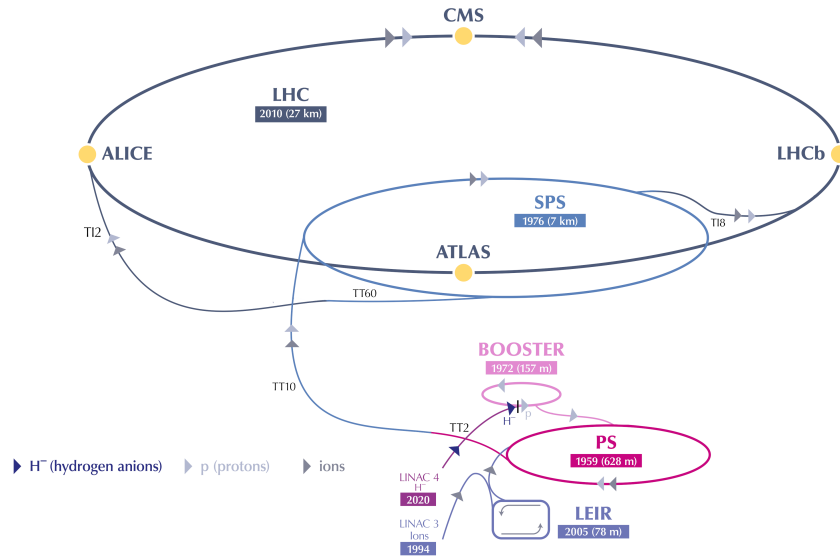 CMS
LHC
2010 (27 km)
ALICE
LHCb
SPS
1976 (7 km)
TI8
TI2
ATLAS
TT60
BOOSTER
1972 (157 m)
TT10
TT2
H⁻
p
PS
1959 (628 m)
H⁻ (hydrogen anions)
p (protons)
ions
LINAC 4
H⁻
2020
LEIR
2005 (78 m)
LINAC 3
Ions
1994